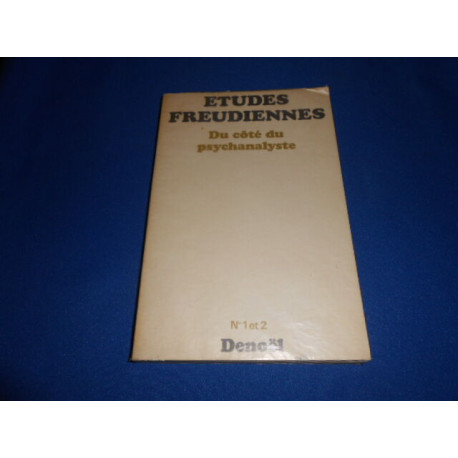 ETUDES
FREUDIENNES
Du côté du
psychanalyste
N° 1 et 2
Denoël